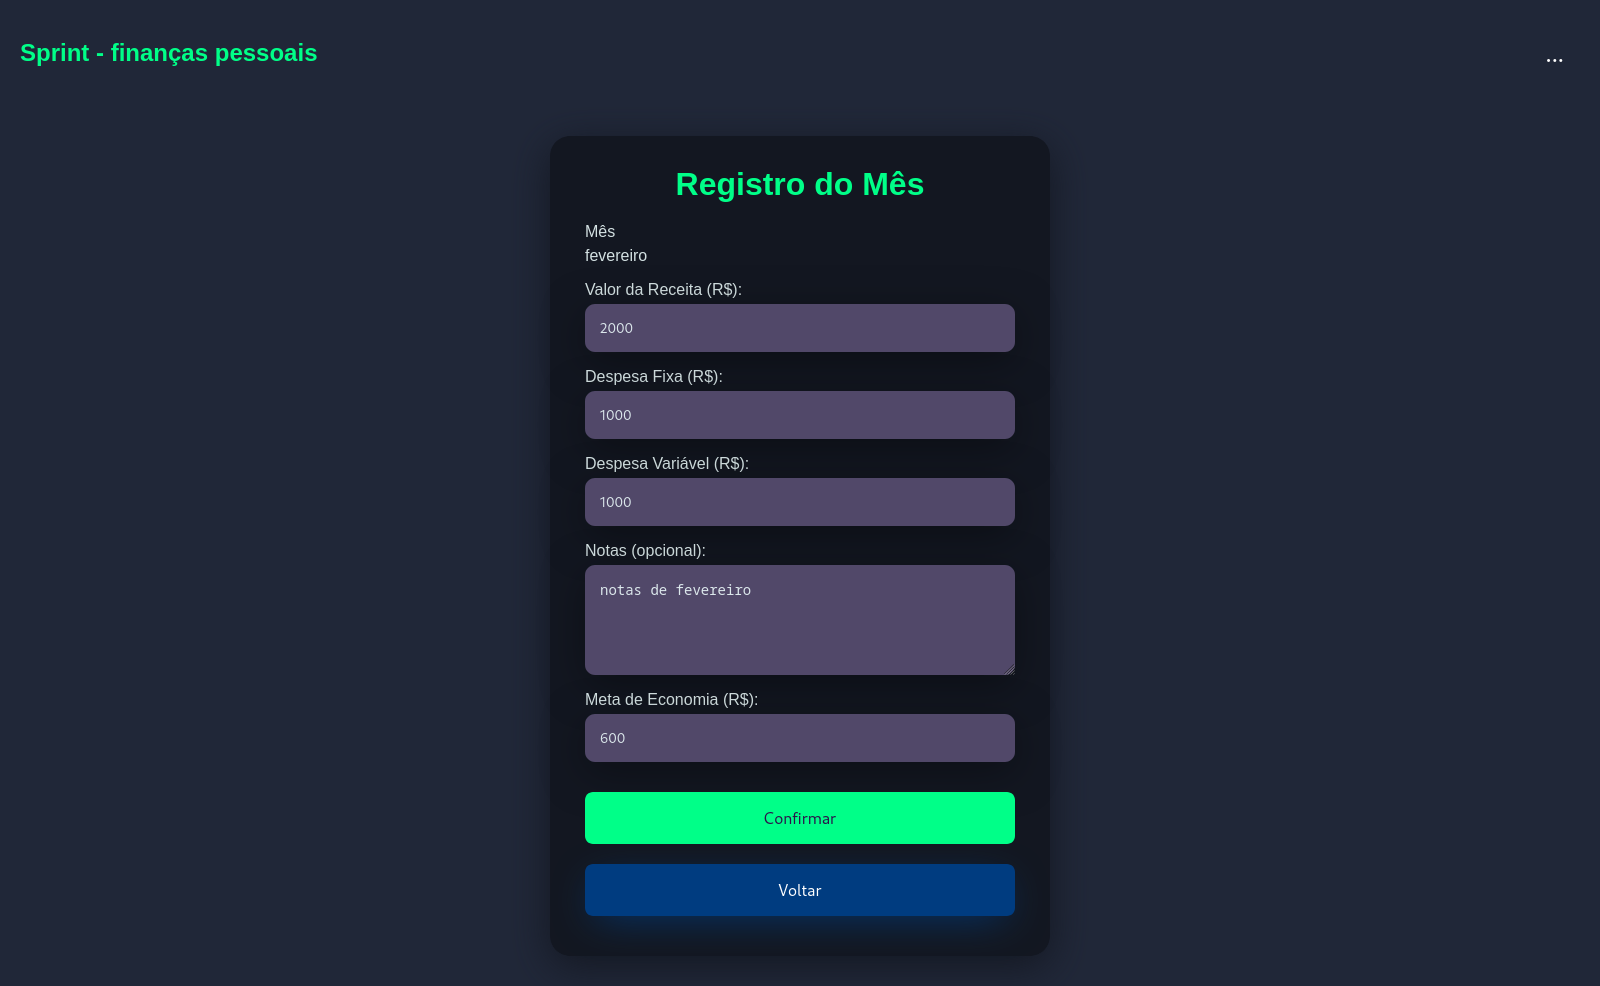 Sprint - finanças pessoais
...
Registro do Mês
Mês
fevereiro
Valor da Receita (R$):
2000
Despesa Fixa (R$):
1000
Despesa Variável (R$):
1000
Notas (opcional):
notas de fevereiro
Meta de Economia (R$):
600
Confirmar
Voltar